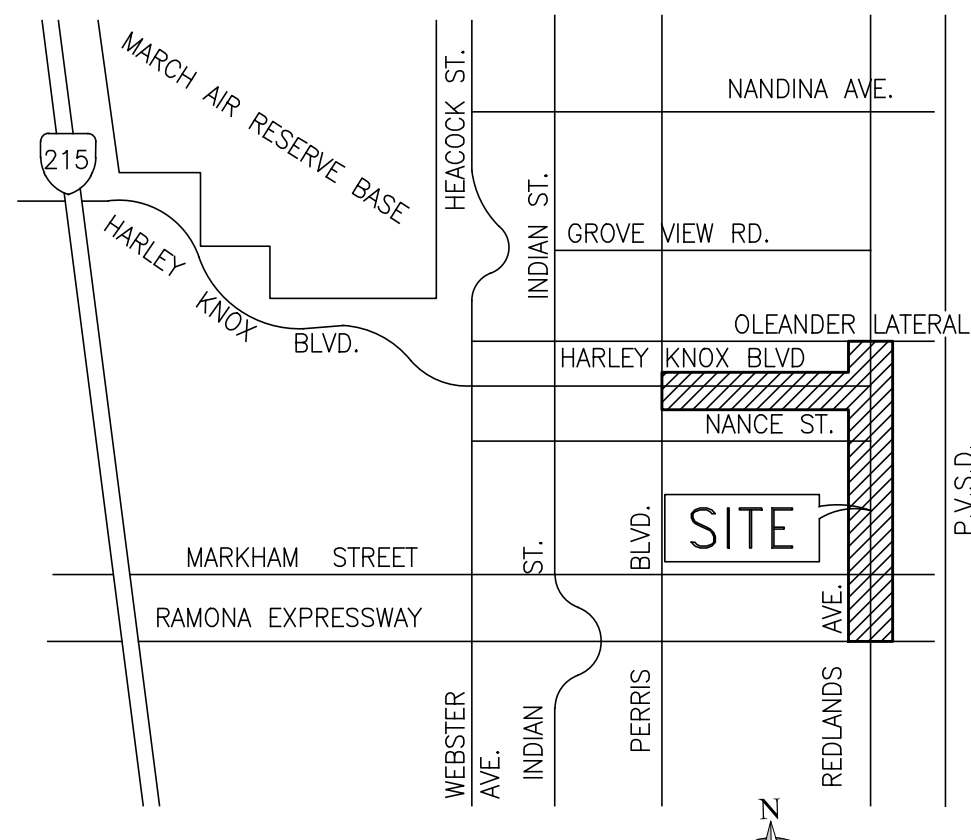 MARCH AIR RESERVE BASE
HEACOCK ST.
NANDINA AVE.
215
INDIAN ST.
GROVE VIEW RD.
HARLEY KNOX BLVD.
OLEANDER LATERAL
HARLEY KNOX BLVD
NANCE ST.
P.V.S.D.
SITE
MARKHAM STREET
RAMONA EXPRESSWAY
WEBSTER
AVE.
INDIAN ST.
PERRIS BLVD.
REDLANDS AVE.
N